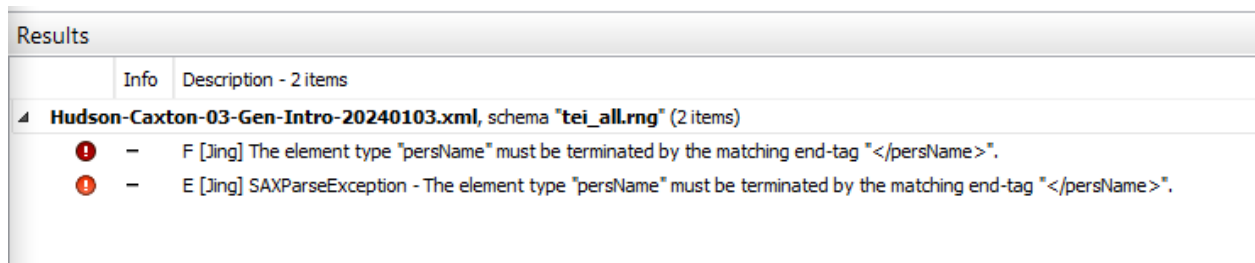 Results
Info Description - 2 items
Hudson-Caxton-03-Gen-Intro-20240103.xml, schema "tei_all.rng" (2 items)
– F [Jing] The element type "persName" must be terminated by the matching end-tag "</persName>".
– E [Jing] SAXParseException - The element type "persName" must be terminated by the matching end-tag "</persName>".